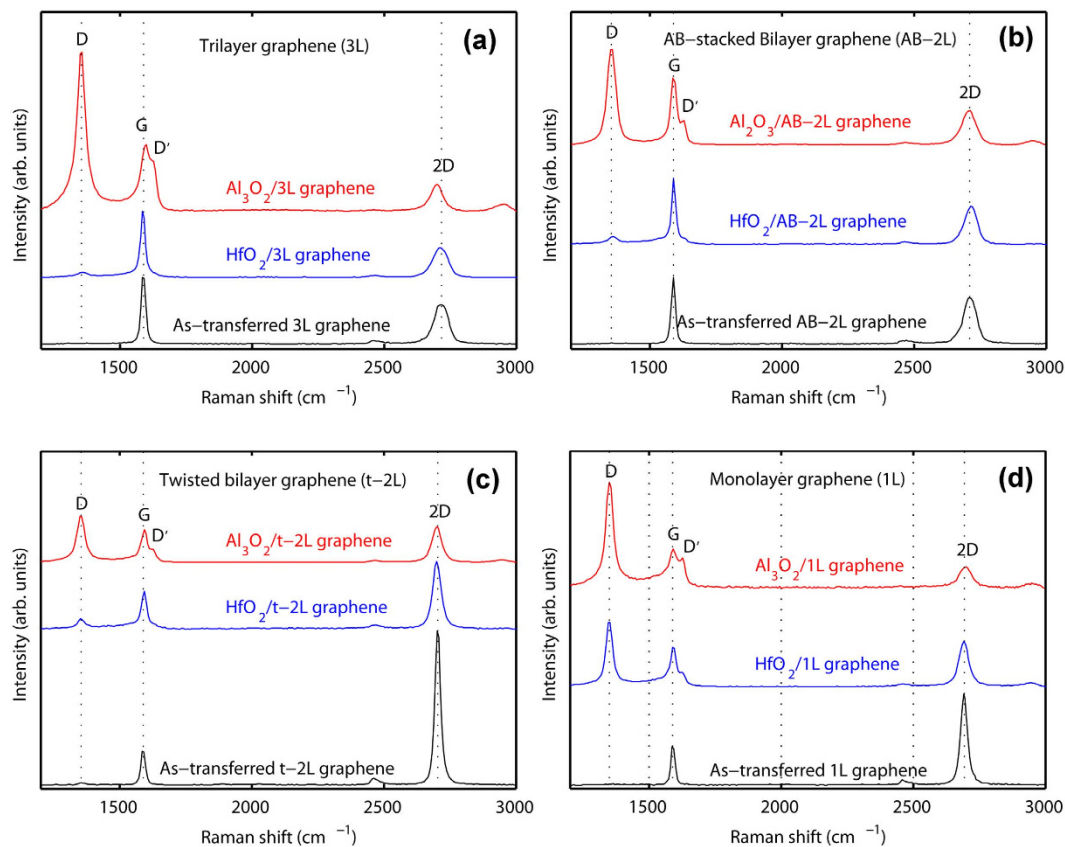 D
Trilayer graphene (3L)
(a)
G
D'
2D
Al₃O₂/3L graphene
HfO₂/3L graphene
As−transferred 3L graphene
Intensity (arb. units)
1500 2000 2500 3000
Raman shift (cm ⁻¹)
D
AB−stacked Bilayer graphene (AB−2L)
(b)
G
D'
2D
Al₂O₃/AB−2L graphene
HfO₂/AB−2L graphene
As−transferred AB−2L graphene
Intensity (arb. units)
1500 2000 2500 3000
Raman shift (cm ⁻¹)
Twisted bilayer graphene (t−2L)
(c)
D
G
D'
2D
Al₃O₂/t−2L graphene
HfO₂/t−2L graphene
As−transferred t−2L graphene
Intensity (arb. units)
1500 2000 2500 3000
Raman shift (cm ⁻¹)
D
Monolayer graphene (1L)
(d)
G
D'
2D
Al₃O₂/1L graphene
HfO₂/1L graphene
As−transferred 1L graphene
Intensity (arb. units)
1500 2000 2500 3000
Raman shift (cm ⁻¹)